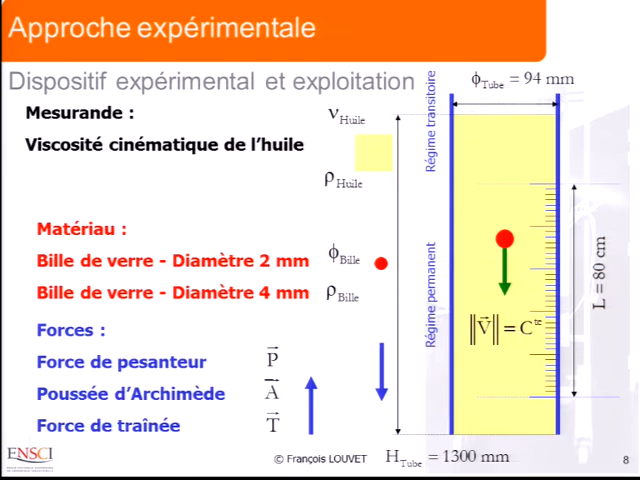 Approche expérimentale
Dispositif expérimental et exploitation
ϕTube = 94 mm
Mesurande :
νHuile
Viscosité cinématique de l'huile
ρHuile
Régime transitoire
Matériau :
Bille de verre - Diamètre 2 mm
ϕBille
Bille de verre - Diamètre 4 mm
ρBille
Régime permanent
L = 80 cm
‖V⃗‖ = Cte
Forces :
Force de pesanteur P⃗
Poussée d'Archimède A⃗
Force de traînée T⃗
ENSCI
© François LOUVET
HTube = 1300 mm
8